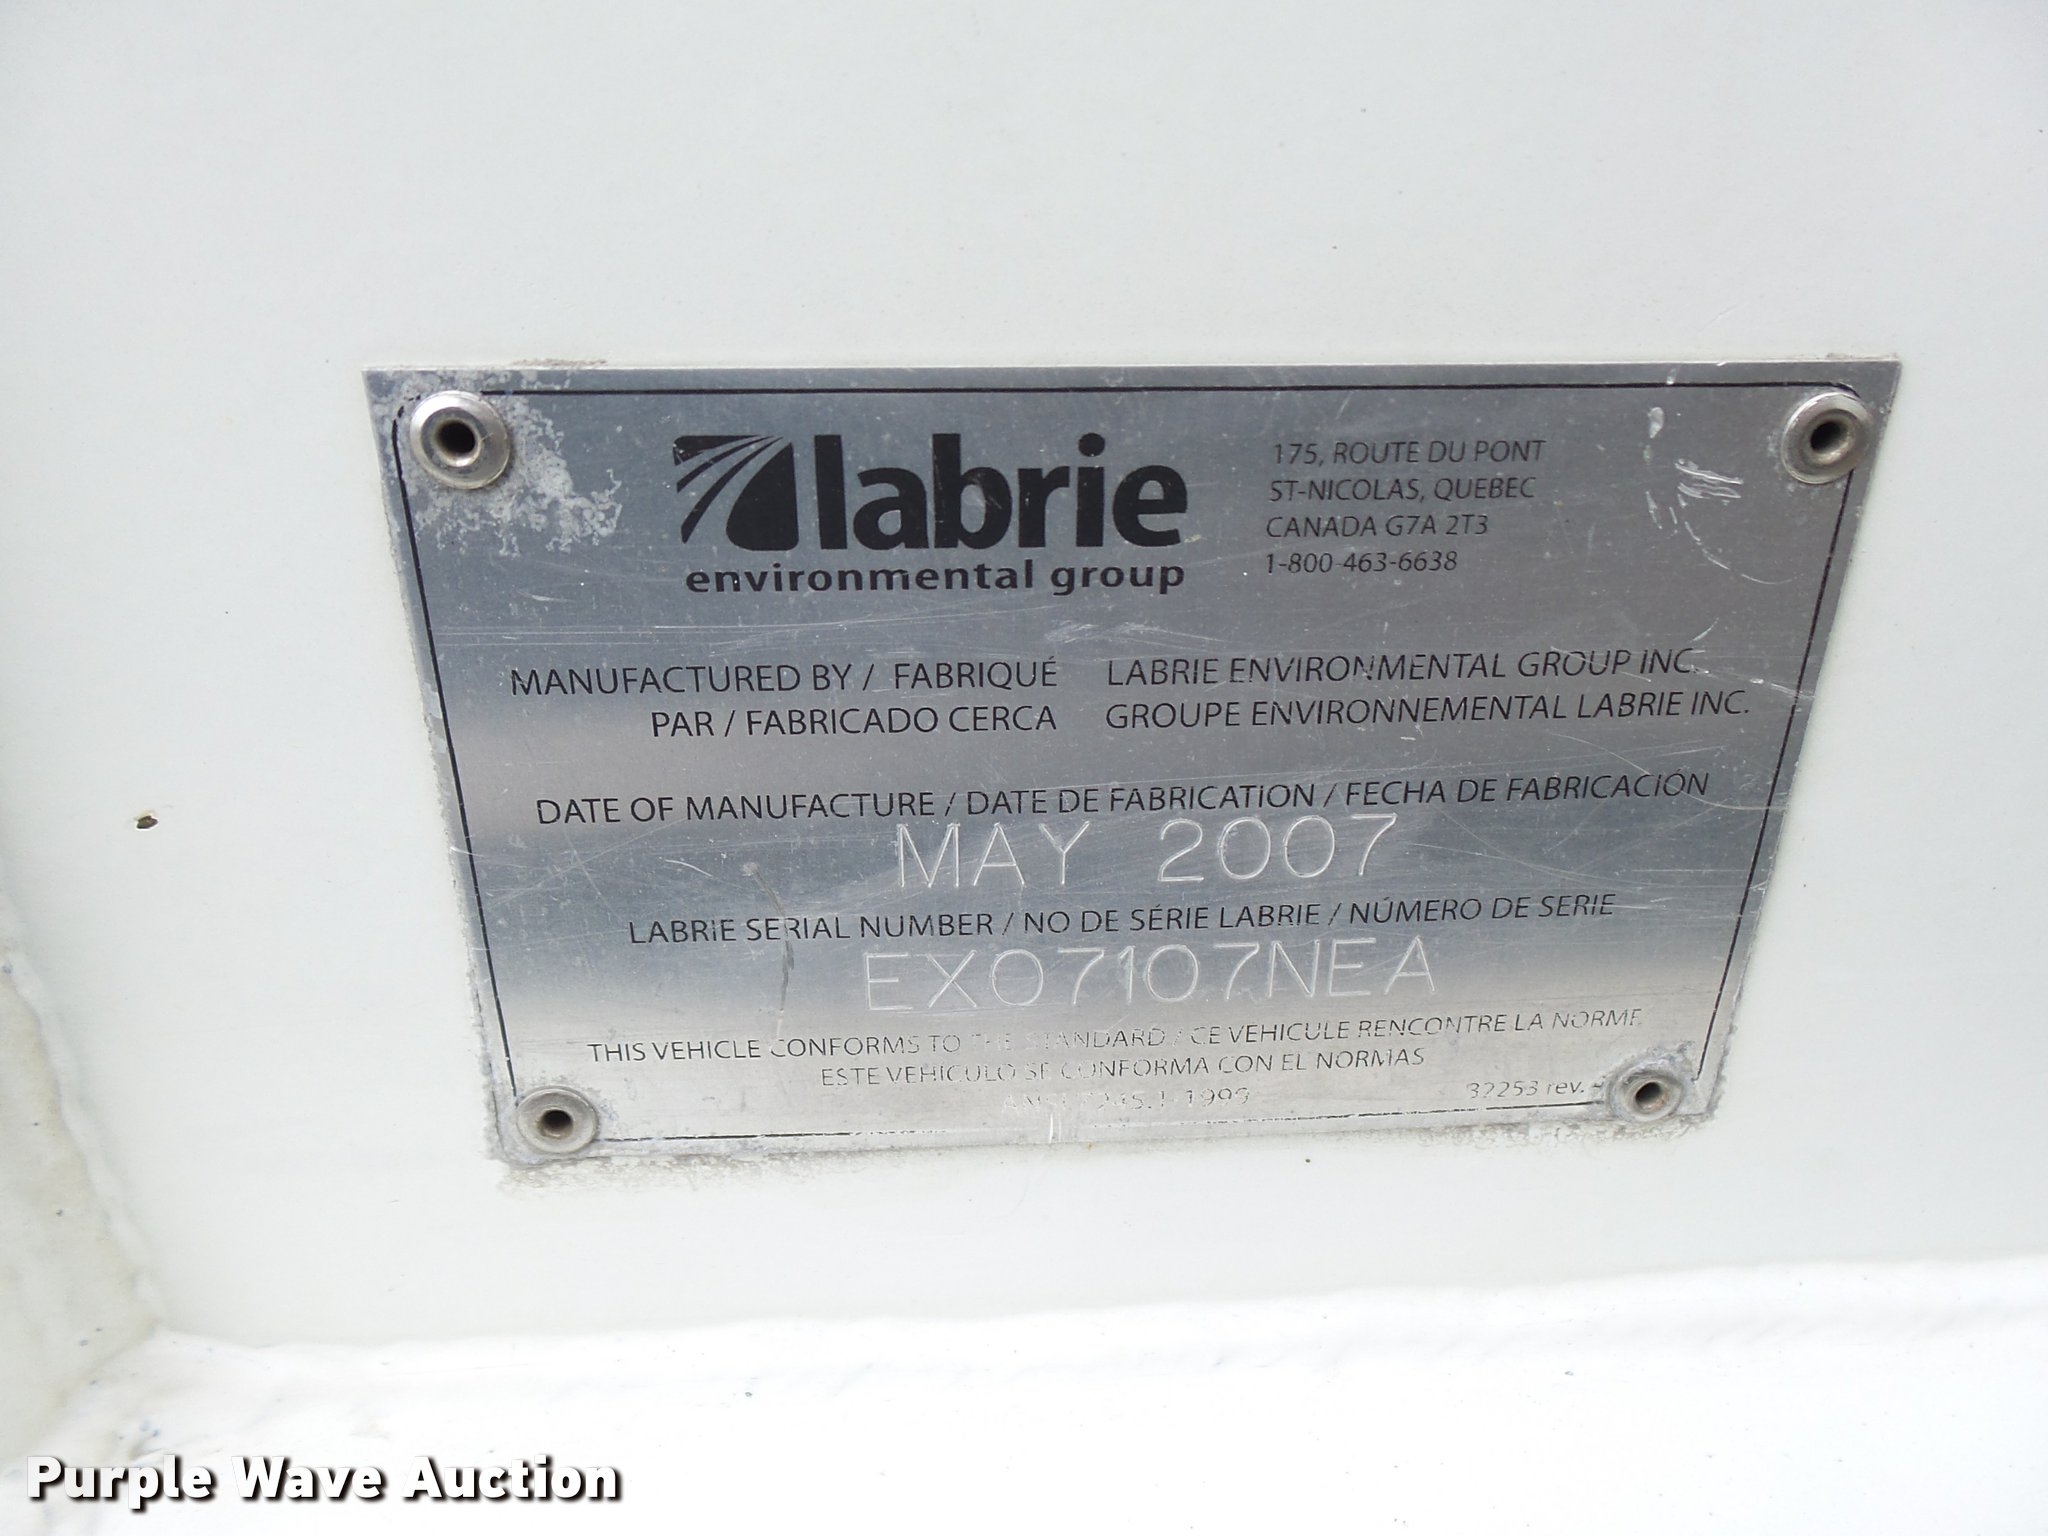 labrie
environmental group
175, ROUTE DU PONT
ST-NICOLAS, QUEBEC
CANADA G7A 2T3
1-800-463-6638
MANUFACTURED BY / FABRIQUÉ
PAR / FABRICADO CERCA
LABRIE ENVIRONMENTAL GROUP INC.
GROUPE ENVIRONNEMENTAL LABRIE INC.
DATE OF MANUFACTURE / DATE DE FABRICATION / FECHA DE FABRICACIÓN
MAY 2007
LABRIE SERIAL NUMBER / NO DE SÉRIE LABRIE / NÚMERO DE SERIE
EX07107NEA
THIS VEHICLE CONFORMS TO THE STANDARD / CE VEHICULE RENCONTRE LA NORME
ESTE VEHICULO SE CONFORMA CON EL NORMAS
1999
32253 rev.
Purple Wave Auction